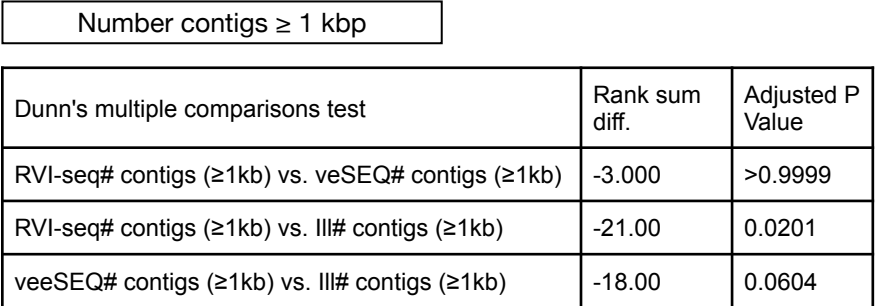 Number contigs ≥ 1 kbp
Dunn's multiple comparisons test
Rank sum
diff.
Adjusted P
Value
RVI-seq# contigs (≥1kb) vs. veSEQ# contigs (≥1kb)
-3.000
>0.9999
RVI-seq# contigs (≥1kb) vs. Ill# contigs (≥1kb)
-21.00
0.0201
veeSEQ# contigs (≥1kb) vs. Ill# contigs (≥1kb)
-18.00
0.0604